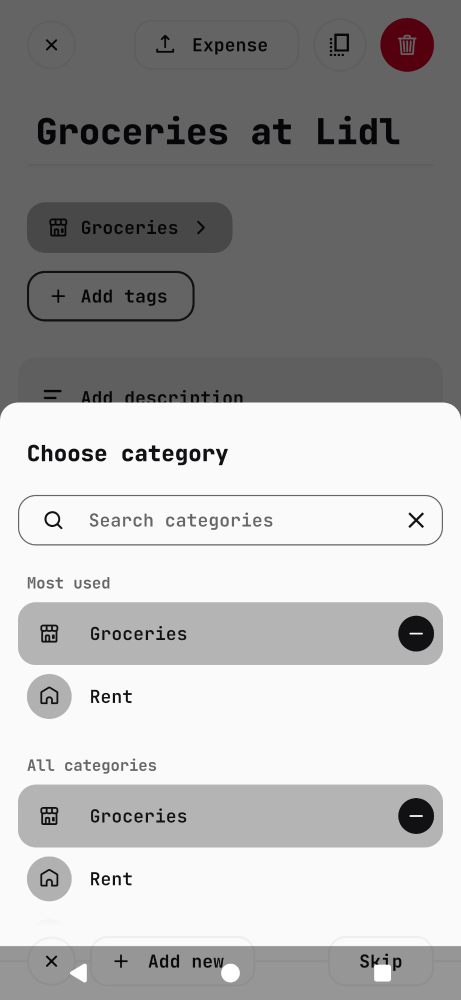 Expense
Groceries at Lidl
Groceries
Add tags
Add description
Choose category
Search categories
Most used
Groceries
Rent
All categories
Groceries
Rent
Add new
Skip